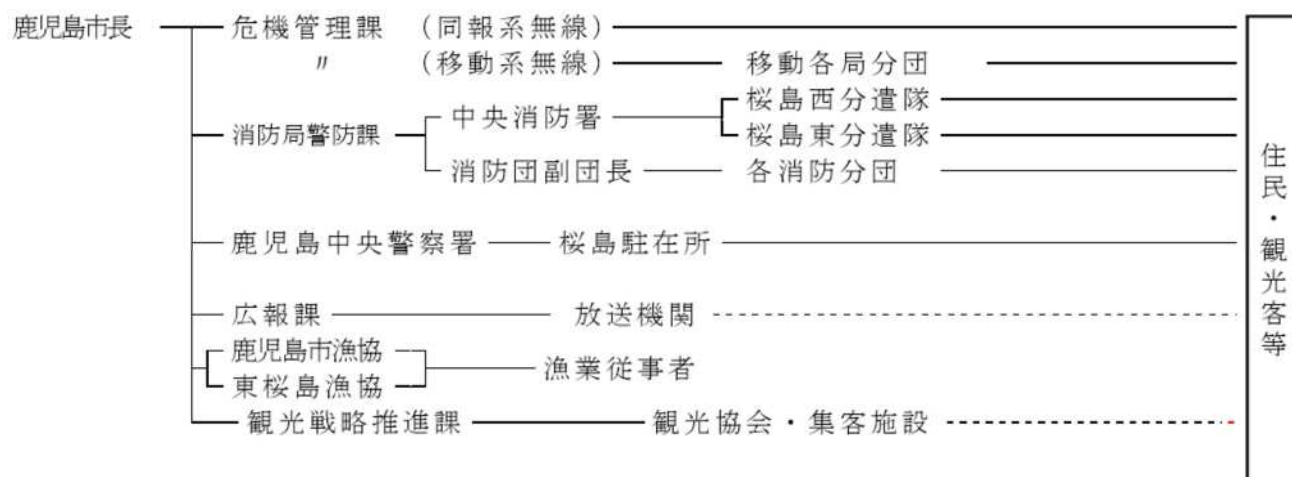 鹿児島市長 危機管理課 (同報系無線)
〃 (移動系無線) 移動各局分団
中央消防署 桜島西分遣隊
消防局警防課 桜島東分遣隊
消防団副団長 各消防分団
鹿児島中央警察署 桜島駐在所
広報課 放送機関
鹿児島市漁協 漁業従事者
東桜島漁協
観光戦略推進課 観光協会・集客施設
住民・観光客等